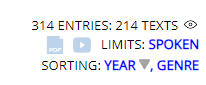 314 ENTRIES: 214 TEXTS
PDF LIMITS: SPOKEN
SORTING: YEAR , GENRE